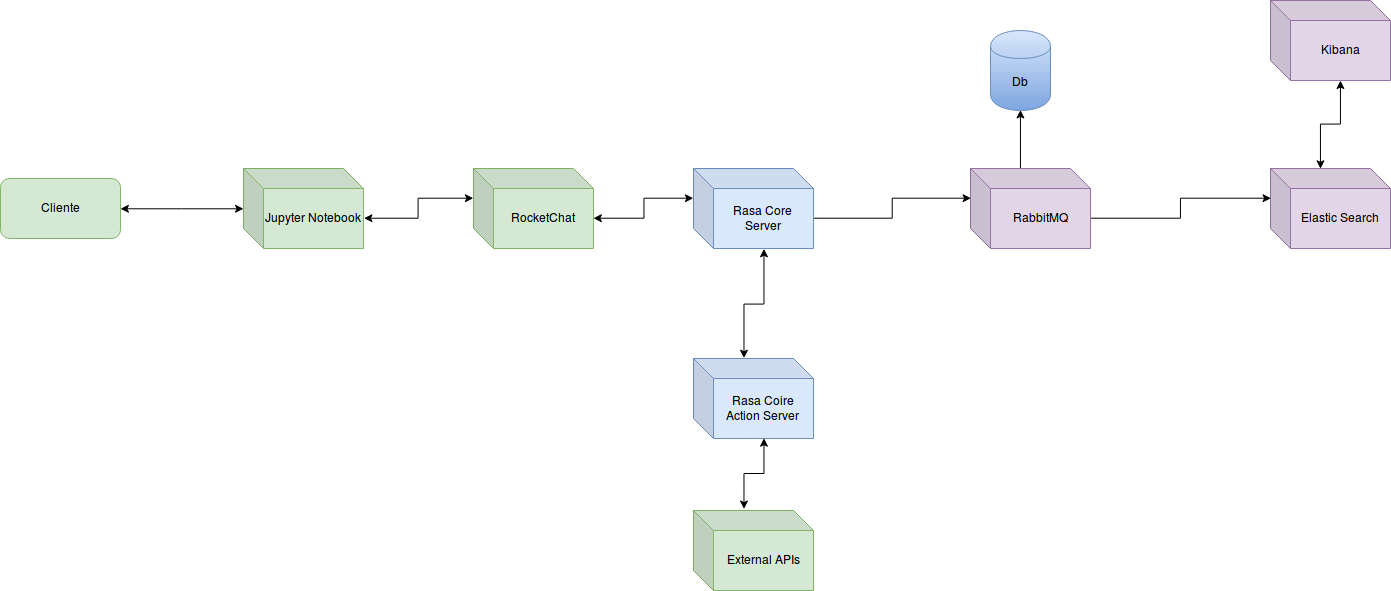 Kibana
Db
Cliente
Jupyter Notebook
RocketChat
Rasa Core
Server
RabbitMQ
Elastic Search
Rasa Coire
Action Server
External APIs